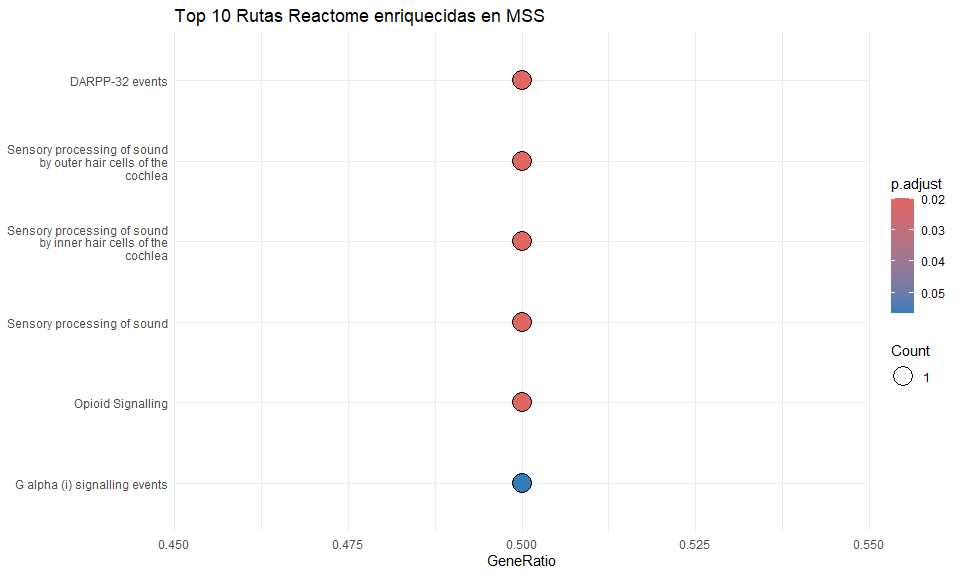 Top 10 Rutas Reactome enriquecidas en MSS
DARPP-32 events
Sensory processing of sound
by outer hair cells of the
cochlea
Sensory processing of sound
by inner hair cells of the
cochlea
Sensory processing of sound
Opioid Signalling
G alpha (i) signalling events
0.450
0.475
0.500
0.525
0.550
GeneRatio
p.adjust
0.02
0.03
0.04
0.05
Count
1